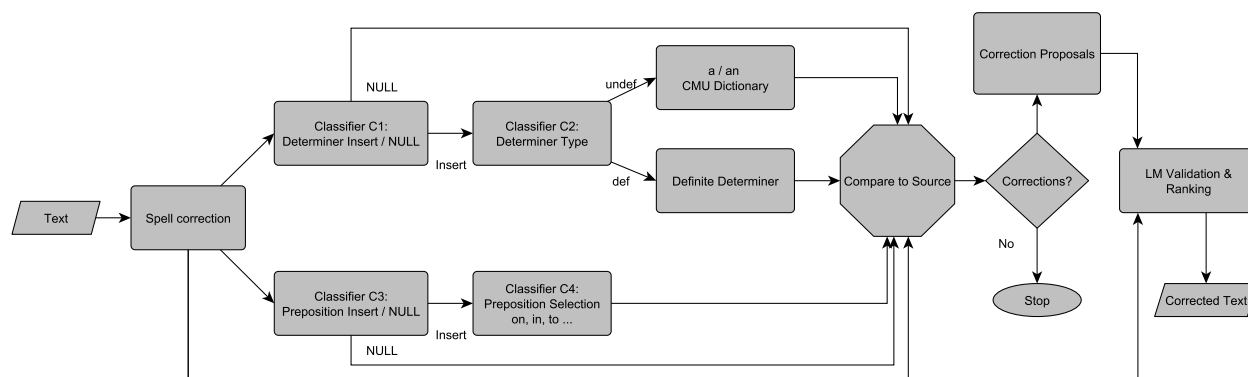 Text
Spell correction
NULL
Classifier C1:
Determiner Insert / NULL
Insert
Classifier C2:
Determiner Type
undef
def
a / an
CMU Dictionary
Definite Determiner
Classifier C3:
Preposition Insert / NULL
Insert
NULL
Classifier C4:
Preposition Selection
on, in, to ...
Compare to Source
Corrections?
No
Stop
Correction Proposals
LM Validation &
Ranking
Corrected Text